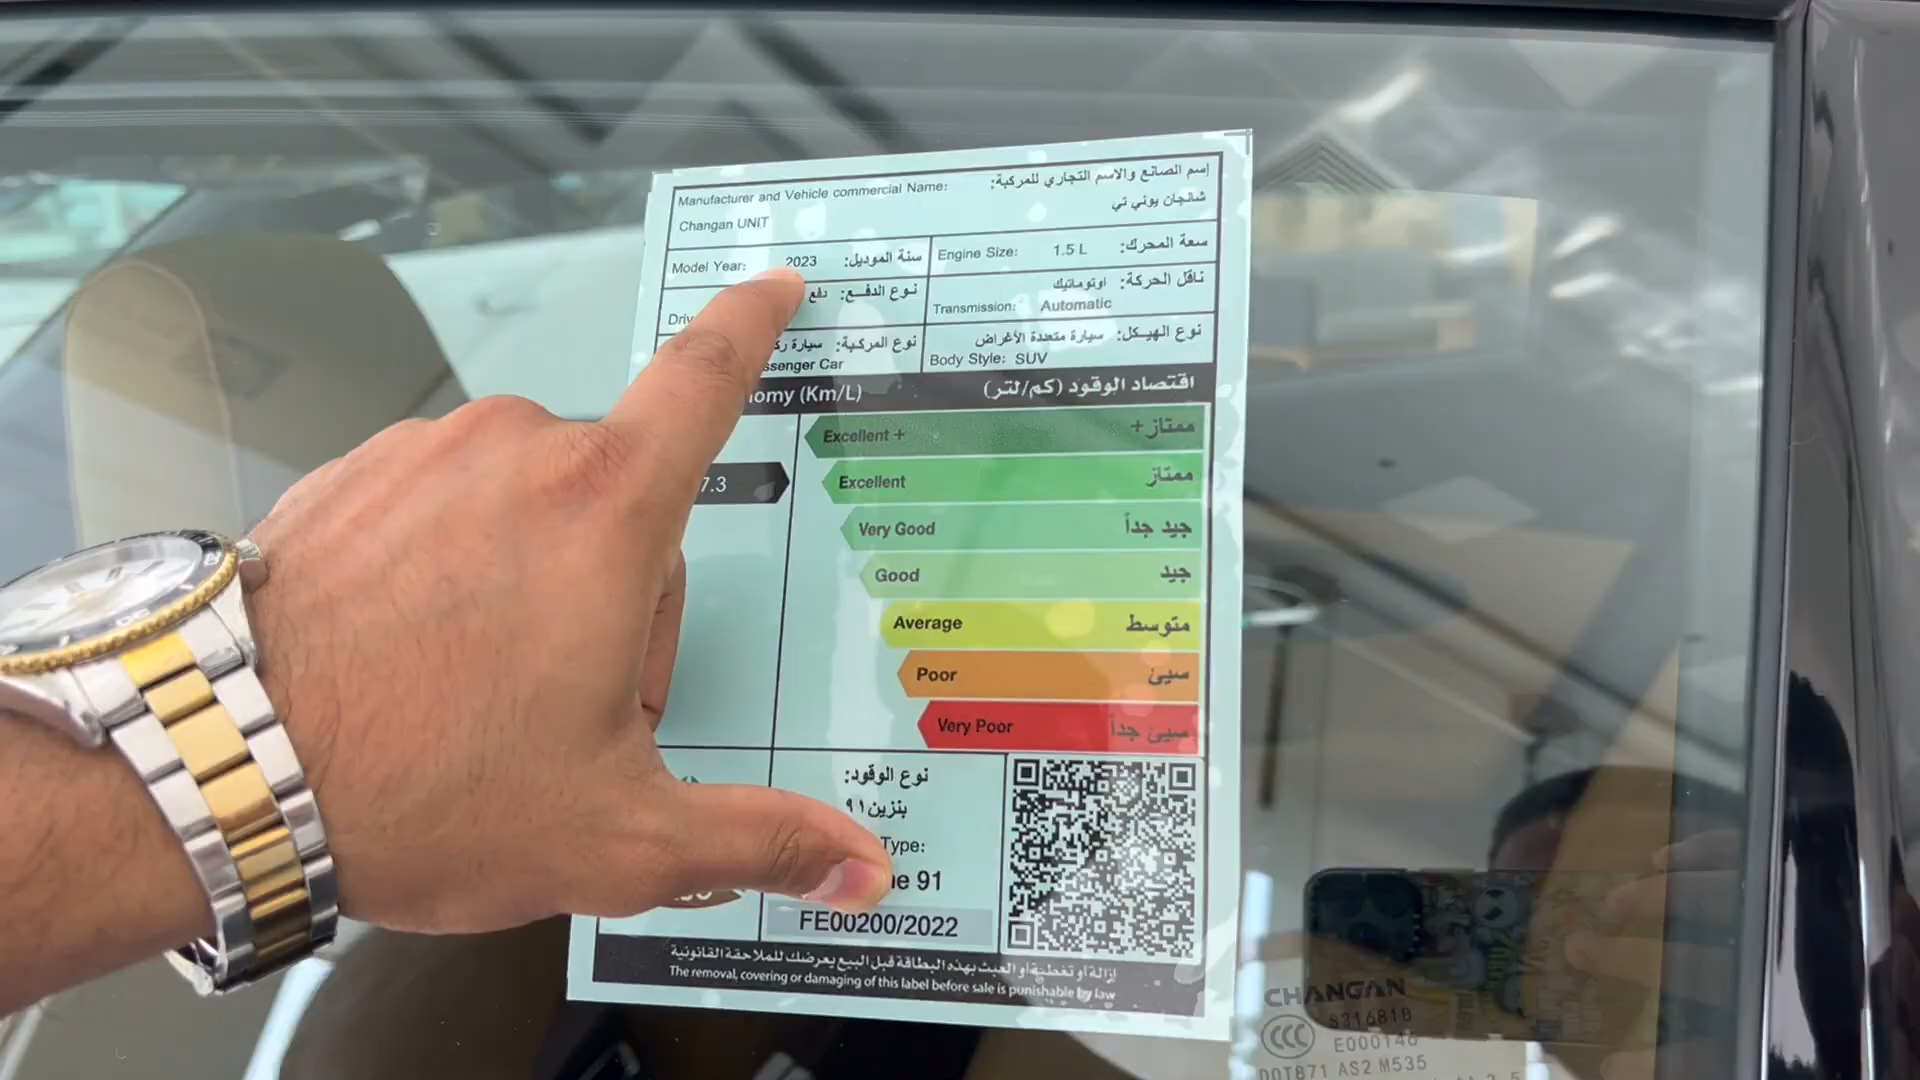 Manufacturer and Vehicle commercial Name: إسم الصانع والاسم التجاري للمركبة:
Changan UNIT شانجان يوني تي
Model Year: 2023 سنة الموديل:
Engine Size: 1.5 L سعة المحرك:
نوع الدفع: دفع
ناقل الحركة: اوتوماتيك
Transmission: Automatic
نوع المركبة: سيارة
Car
نوع الهيكل: سيارة متعددة الأغراض
Body Style: SUV
(Km/L) اقتصاد الوقود (كم/لتر)
Excellent + ممتاز+
Excellent ممتاز
7.3
Very Good جيد جداً
Good جيد
Average متوسط
Poor سيئ
Very Poor سيئ جداً
نوع الوقود:
بنزين ٩١
Type:
91
FE00200/2022
إزالة أو تغطية أو العبث بهذه البطاقة قبل البيع يعرضك للملاحقة القانونية
The removal, covering or damaging of this label before sale is punishable by law
CHANGAN
E000146
DOT871 AS2 M535